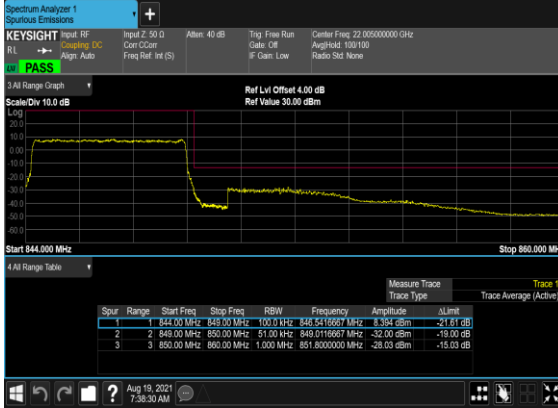 Spectrum Analyzer 1
Spurious Emissions
+
KEYSIGHT Input: RF Input Z: 50 Ω Atten: 40 dB Trig: Free Run Center Freq: 22.005000000 GHz
RL Coupling: DC Corr CCorr Gate: Off Avg|Hold: 100/100
Align: Auto Freq Ref: Int (S) IF Gain: Low Radio Std: None
PASS
3 All Range Graph
Ref Lvl Offset 4.00 dB
Scale/Div 10.0 dB Ref Value 30.00 dBm
Log
20.0
10.0
0.00
-10.0
-20.0
-30.0
-40.0
-50.0
-60.0
Start 844.000 MHz Stop 860.000 MH
4 All Range Table
Measure Trace Trace 1
Trace Type Trace Average (Active)
Spur Range Start Freq Stop Freq RBW Frequency Amplitude ΔLimit
1 1 844.00 MHz 849.00 MHz 100.0 kHz 846.5416667 MHz 8.394 dBm -21.61 dB
2 2 849.00 MHz 850.00 MHz 51.00 kHz 849.0116667 MHz -32.00 dBm -19.00 dB
3 3 850.00 MHz 860.00 MHz 1.000 MHz 851.8000000 MHz -28.03 dBm -15.03 dB
? Aug 19, 2021
7:38:30 AM